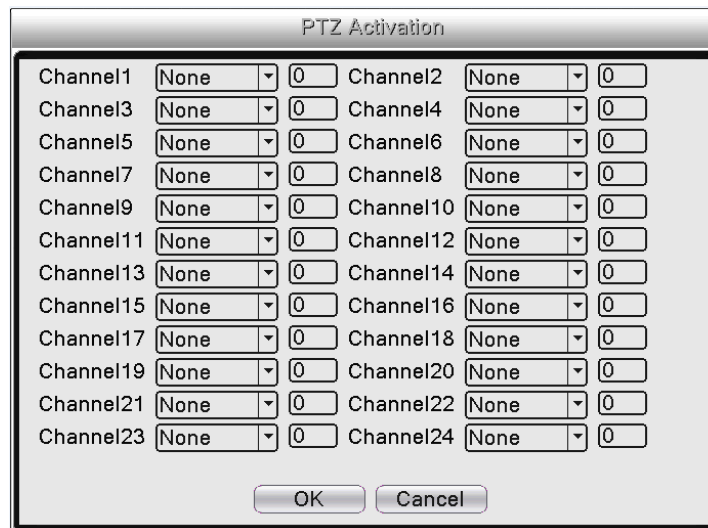 PTZ Activation
Channel1 None 0 Channel2 None 0
Channel3 None 0 Channel4 None 0
Channel5 None 0 Channel6 None 0
Channel7 None 0 Channel8 None 0
Channel9 None 0 Channel10 None 0
Channel11 None 0 Channel12 None 0
Channel13 None 0 Channel14 None 0
Channel15 None 0 Channel16 None 0
Channel17 None 0 Channel18 None 0
Channel19 None 0 Channel20 None 0
Channel21 None 0 Channel22 None 0
Channel23 None 0 Channel24 None 0
OK Cancel